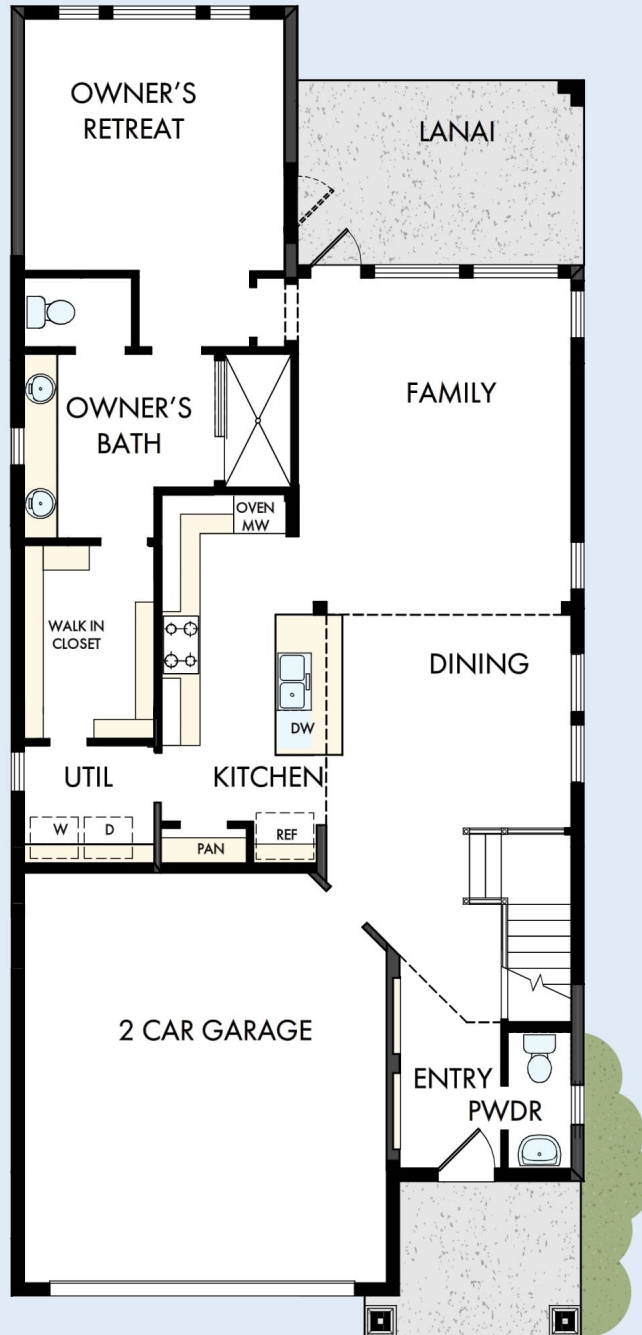 OWNER'S
RETREAT
LANAI
FAMILY
OWNER'S
BATH
OVEN
MW
WALK IN
CLOSET
DINING
DW
UTIL
KITCHEN
W
D
REF
PAN
2 CAR GARAGE
ENTRY
PWDR